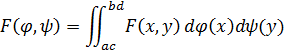 F(φ,ψ) = ∬_{ac}^{bd} F(x,y) dφ(x)dψ(y)